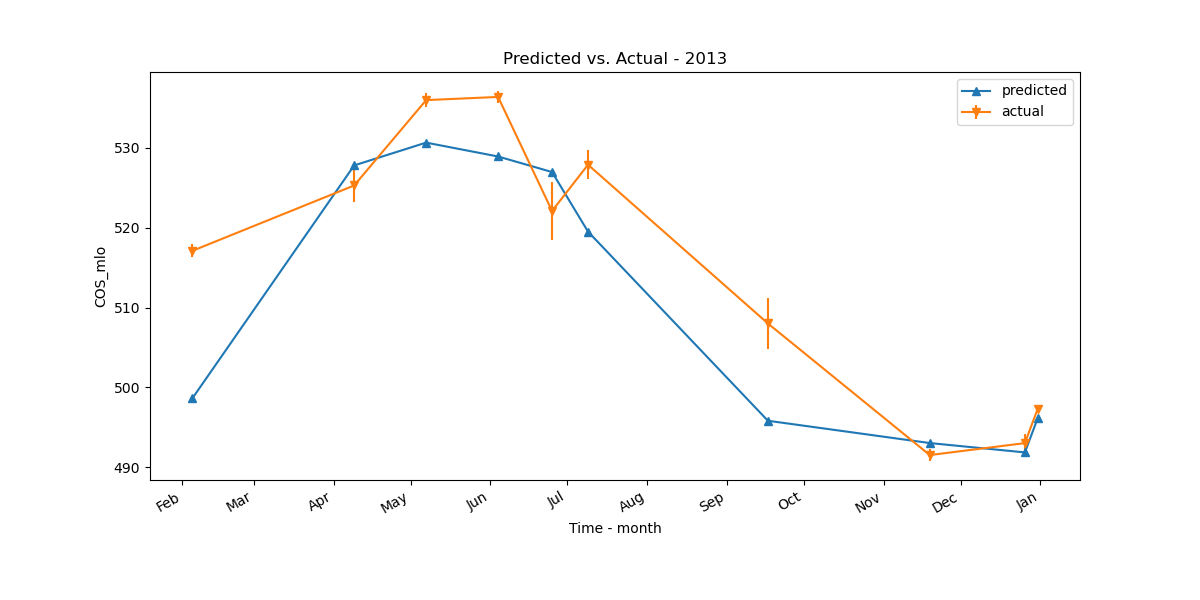 Predicted vs. Actual - 2013
predicted
actual
530
520
510
500
490
COS_mlo
Feb
Mar
Apr
May
Jun
Jul
Aug
Sep
Oct
Nov
Dec
Jan
Time - month